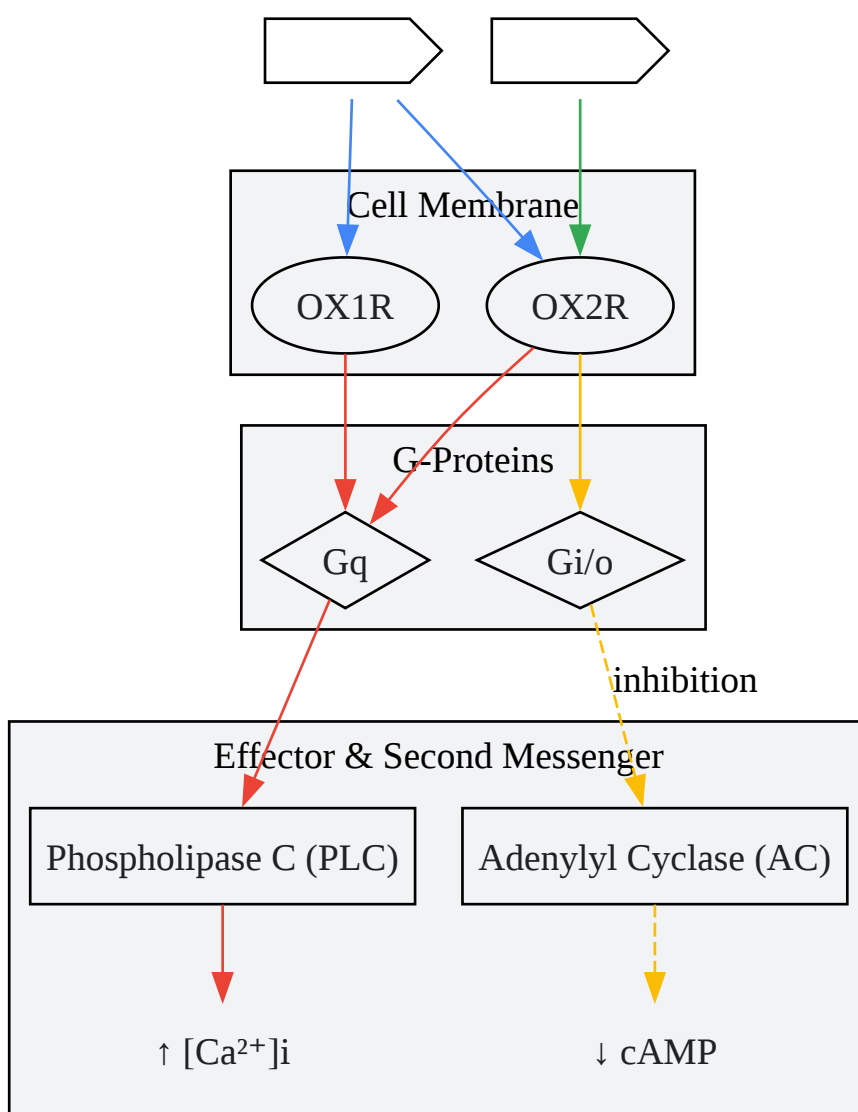 Cell Membrane
OX1R
OX2R
G-Proteins
Gq
Gi/o
inhibition
Effector & Second Messenger
Phospholipase C (PLC)
Adenylyl Cyclase (AC)
↑ [Ca²⁺]i
↓ cAMP